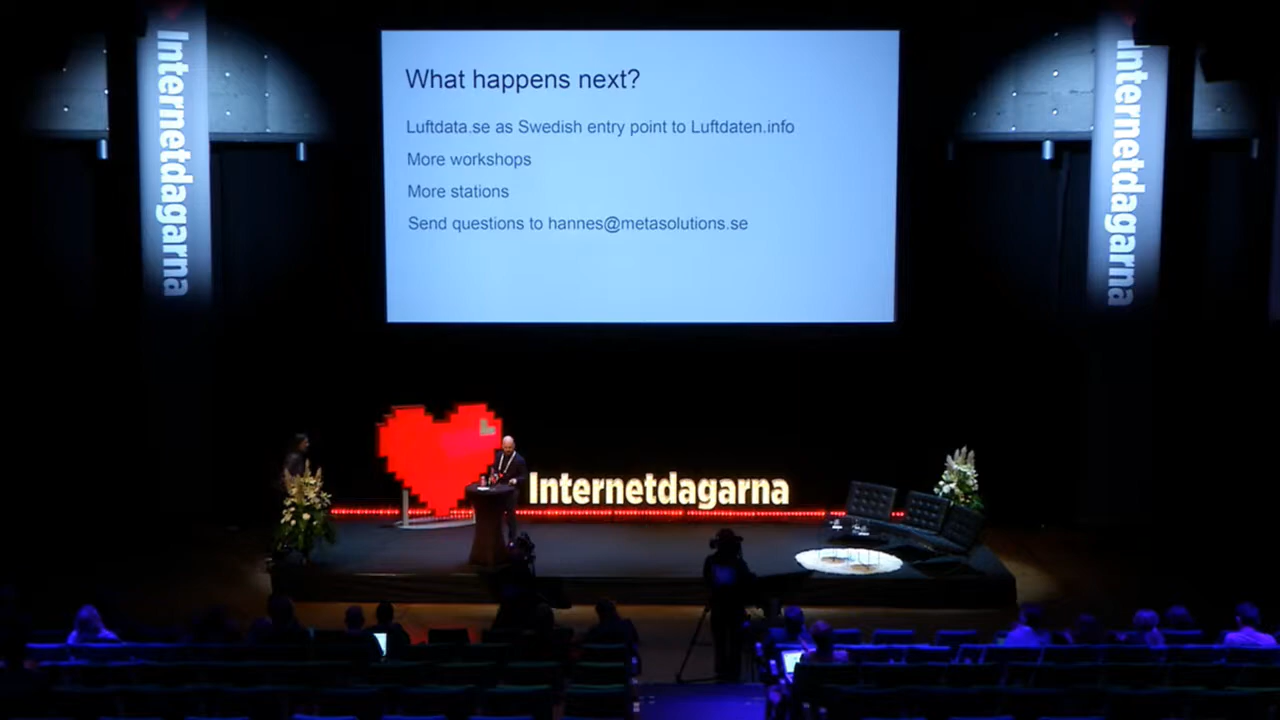 Internetdagarna
What happens next?
Luftdata.se as Swedish entry point to Luftdaten.info
More workshops
More stations
Send questions to hannes@metasolutions.se
Internetdagarna
Internetdagarna